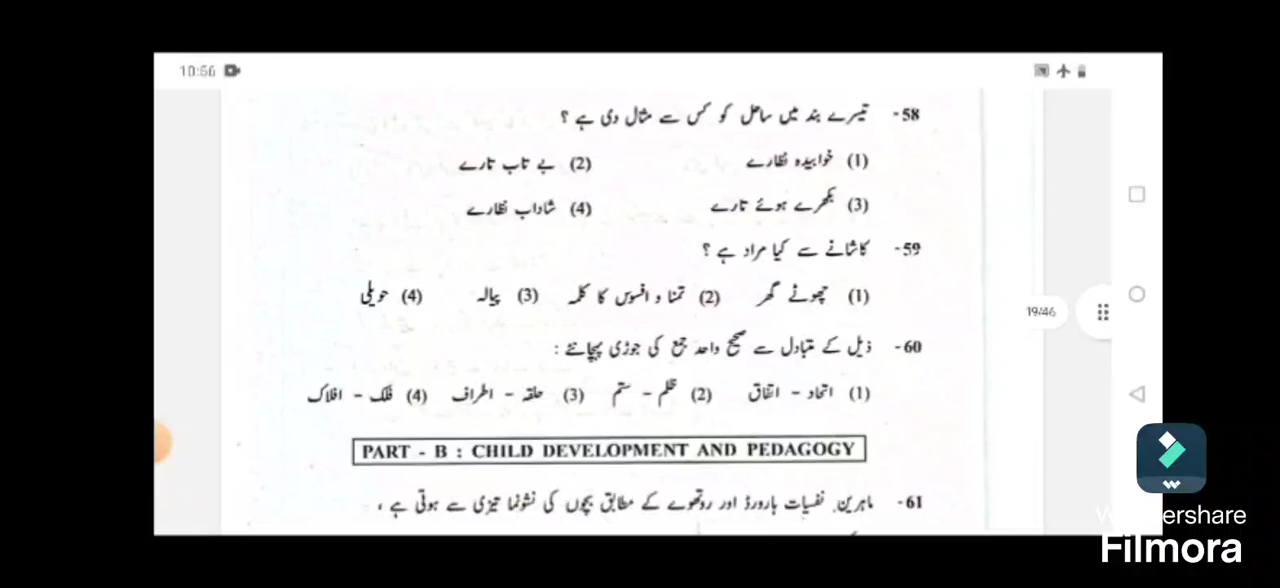 10:56
58- تیسرے بند میں ساحل کو کس سے مثال دی ہے ؟
(1) خوابیدہ نظارے (2) بے تاب تارے
(3) بکھرے ہوئے تارے (4) شاداب نظارے
59- کاشانے سے کیا مراد ہے ؟
(1) چھوٹے گھر (2) تمنا و افسوس کا کلمہ (3) پیالہ (4) حویلی
19/46
60- ذیل کے متبادل سے صحیح واحد جمع کی جوڑی پہچانئے :
(1) اتحاد - اتفاق (2) ظلم - ستم (3) حلقہ - اطراف (4) فلک - افلاک
PART - B : CHILD DEVELOPMENT AND PEDAGOGY
61- ماہرین نفسیات ہارورڈ اور روتھوے کے مطابق بچوں کی نشونما تیزی سے ہوتی ہے ،
Wondershare
Filmora